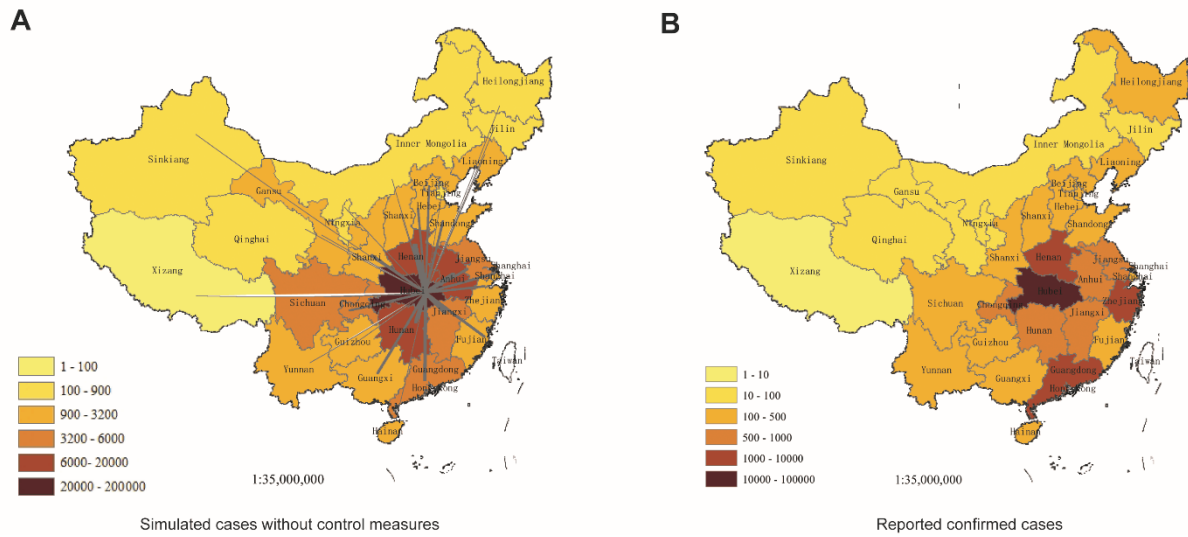 A
Heilongjiang
Jilin
Inner Mongolia
Liaoning
Sinkiang
Gansu
Beijing
Tianjing
Hebei
Ningxia
Shanxi
Shandong
Qinghai
Shanxi
Henan
Jiangsu
Shanghai
Xizang
Anhui
Sichuan
Chongqing
Zhejiang
Jiangxi
Hunan
Guizhou
Fujian
Taiwan
Yunnan
Guangxi
Guangdong
Hainan
1 - 100
100 - 900
900 - 3200
3200 - 6000
6000- 20000
20000 - 200000
1:35,000,000
Simulated cases without control measures
B
Heilongjiang
Jilin
Inner Mongolia
Liaoning
Sinkiang
Beijing
Gansu
Tianjing
Hebei
Ningxia
Shanxi
Shandong
Qinghai
Shanxi
Henan
Jiangsu
Shanghai
Xizang
Anhui
Hubei
Sichuan
Chongqing
Zhejiang
Jiangxi
Hunan
Guizhou
Fujian
Taiwan
Yunnan
Guangxi
Guangdong
Hainan
1 - 10
10 - 100
100 - 500
500 - 1000
1000 - 10000
10000 - 100000
1:35,000,000
Reported confirmed cases